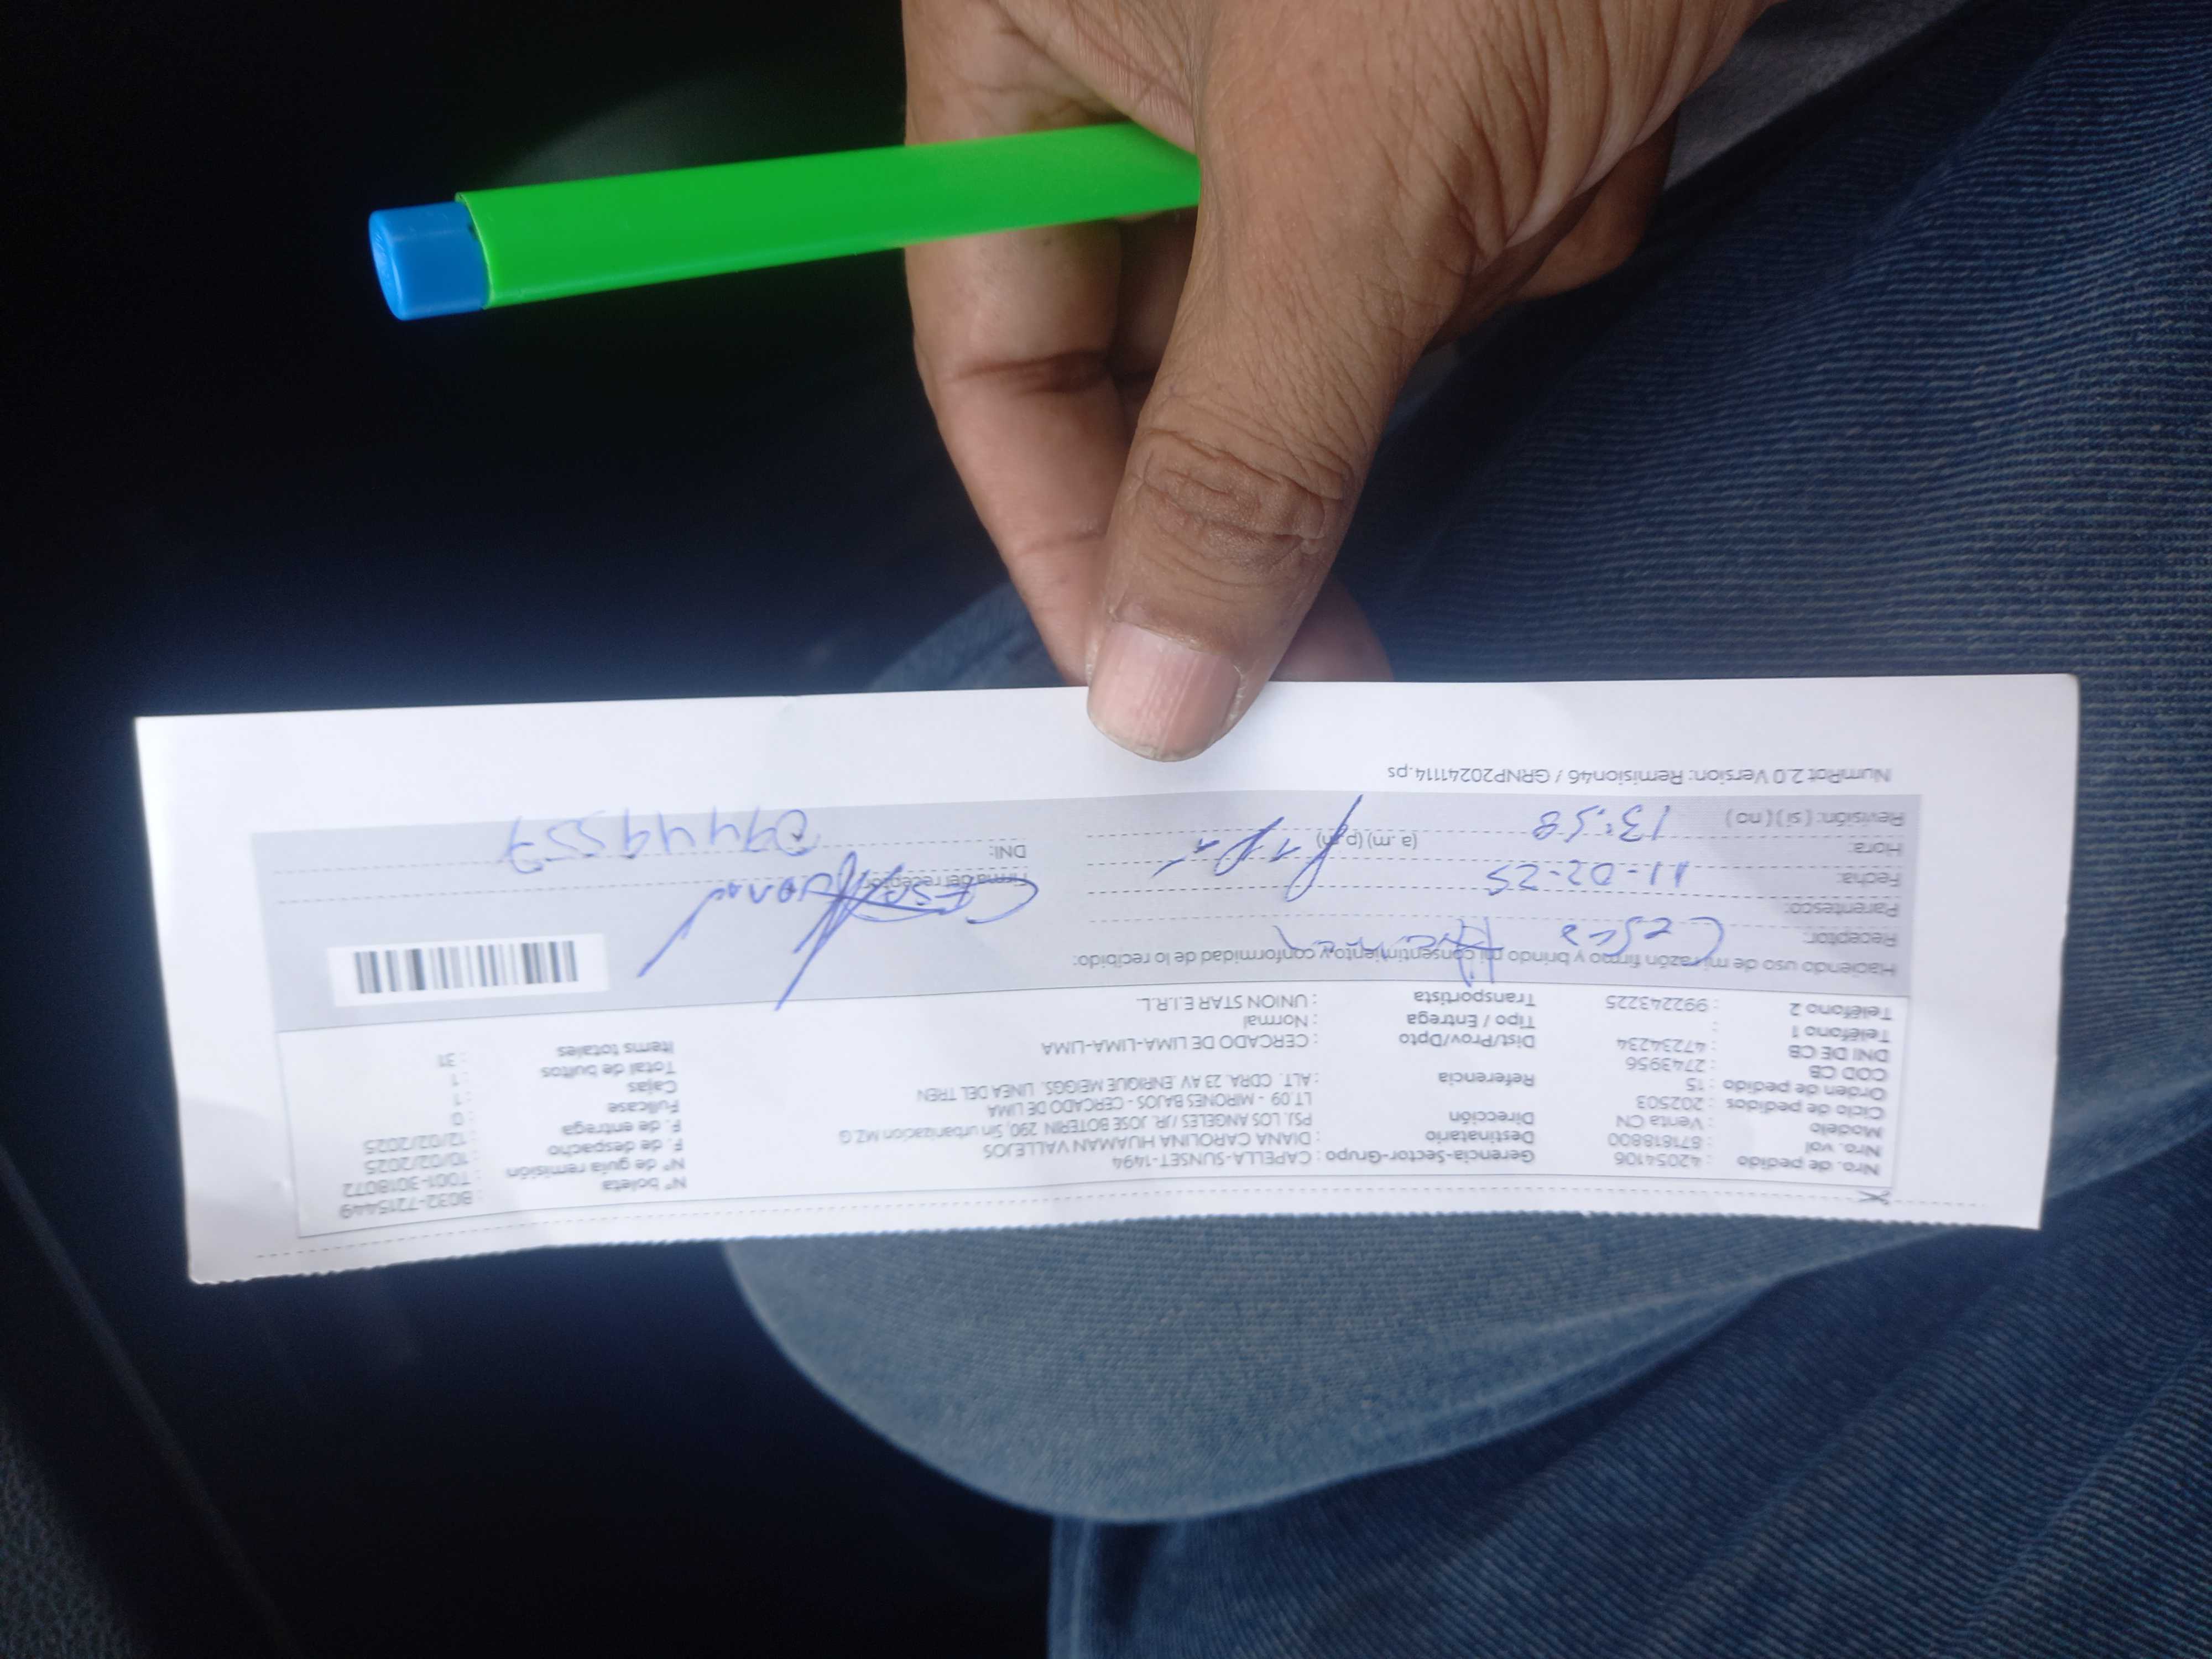 Nro. de pedido : 42054106
Nro. vol : 871818800
Modelo : Venta CN
Ciclo de pedidos : 202503
Orden de pedido : 15
COD CB : 2743956
DNI DE CB : 47234234
Teléfono 1 :
Teléfono 2 : 992243225
Gerencia-Sector-Grupo : CAPELLA-SUNSET-1494
Destinatario : DIANA CAROLINA HUAMAN VALLEJOS
Dirección PSJ. LOS ANGELES /JR. JOSE BOTERIN 290, Sin urbanizacion MZ.G
LT.09 - MIRONES BAJOS - CERCADO DE LIMA
Referencia : ALT. CDRA. 23 AV .ENRIQUE MEIGGS, LINEA DEL TREN
Dist/Prov/Dpto : CERCADO DE LIMA-LIMA-LIMA
Tipo / Entrega : Normal
Transportista : UNION STAR E.I.R.L.
N° boleta : B032-7215449
N° de guía remisión : T001-3018072
F. de despacho : 10/02/2025
F. de entrega : 12/02/2025
Fullcase : 0
Cajas : 1
Total de bultos : 1
Items totales : 31
Haciendo uso de mi razón firmo y brindo mi consentimiento y conformidad de lo recibido:
Receptor:
Parentesco:
Fecha: 11-02-25
Hora: 13:58 (a .m) (p.m)
Revisión: ( si ) ( no )
Firma del receptor
DNI: 09449557
NumRot 2.0 Version: Remision46 / GRNP20241114.ps